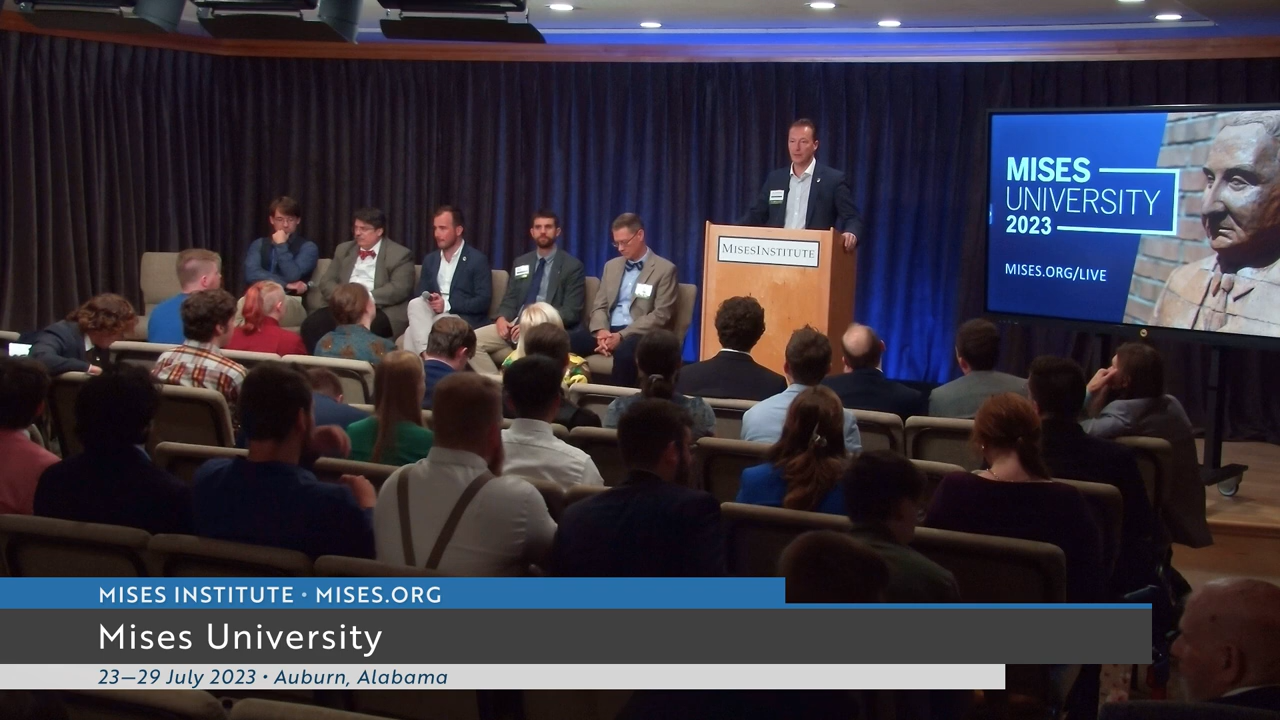 MISES
UNIVERSITY
2023
MISES.ORG/LIVE
MISESINSTITUTE
MISES INSTITUTE • MISES.ORG
Mises University
23—29 July 2023 • Auburn, Alabama